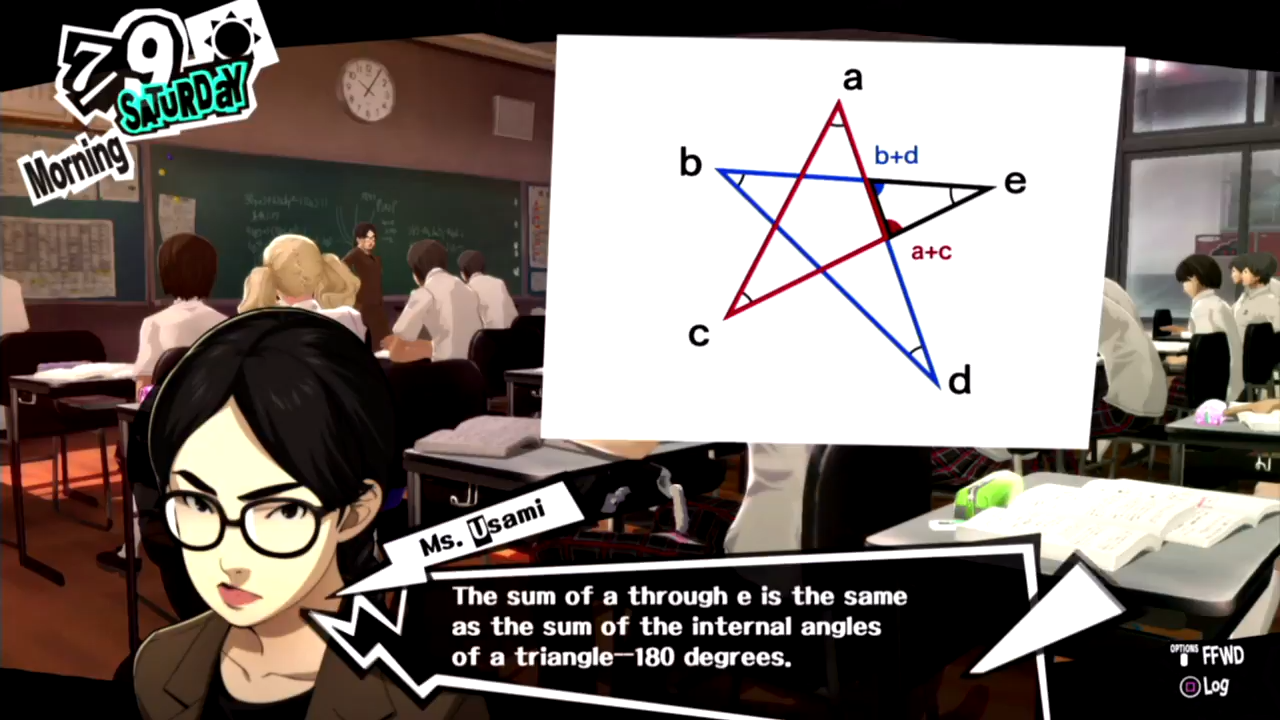 7 9
SATURDAY
Morning
a
b
b+d
e
a+c
c
d
Ms. Usami
The sum of a through e is the same
as the sum of the internal angles
of a triangle--180 degrees.
OPTIONS FFWD
Log